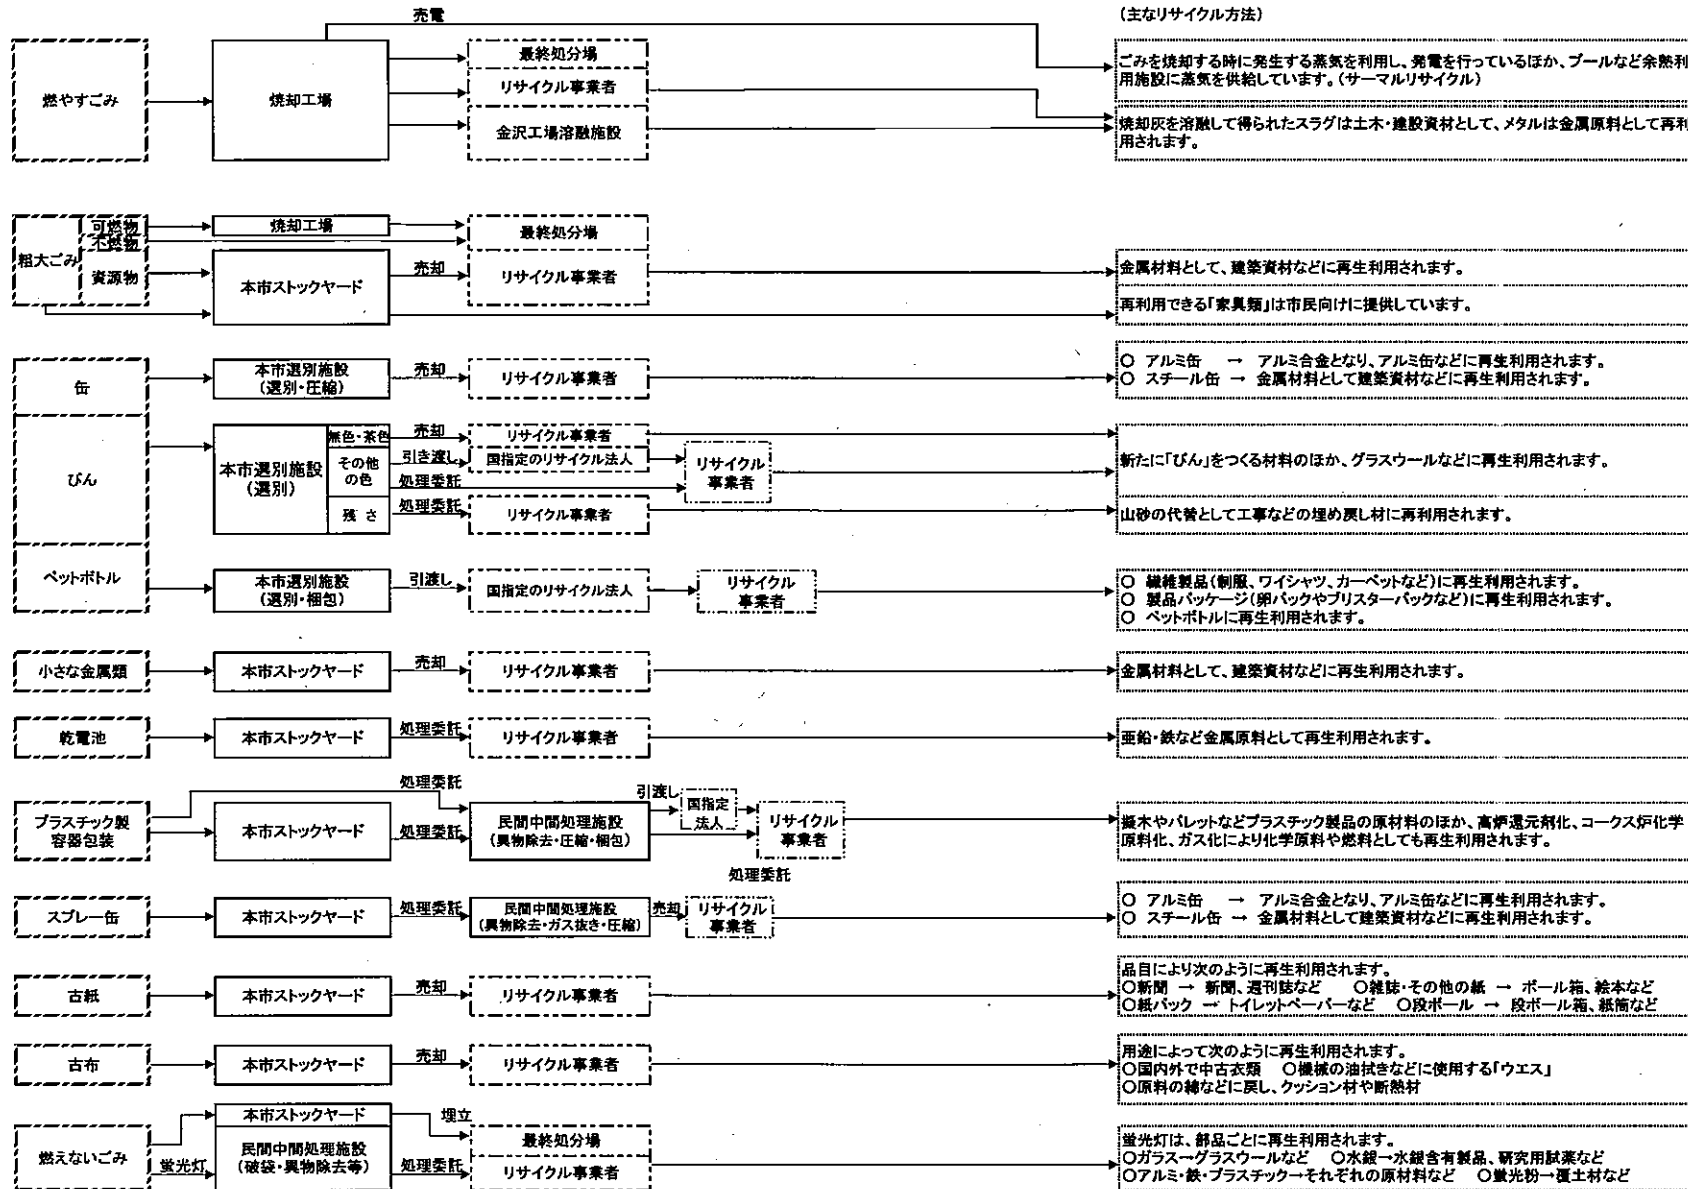 売電
(主なリサイクル方法)
燃やすごみ
焼却工場
最終処分場
リサイクル事業者
金沢工場溶融施設
ごみを焼却する時に発生する蒸気を利用し、発電を行っているほか、プールなど余熱利
用施設に蒸気を供給しています。(サーマルリサイクル)
焼却灰を溶融して得られたスラグは土木・建設資材として、メタルは金属原料として再利
用されます。
粗大ごみ
可燃物
不燃物
資源物
焼却工場
本市ストックヤード
売却
最終処分場
リサイクル事業者
金属材料として、建築資材などに再生利用されます。
再利用できる「家具類」は市民向けに提供しています。
缶
本市選別施設
(選別・圧縮)
売却
リサイクル事業者
○ アルミ缶 → アルミ合金となり、アルミ缶などに再生利用されます。
○ スチール缶 → 金属材料として建築資材などに再生利用されます。
びん
本市選別施設
(選別)
無色・茶色
その他
の色
残さ
売却
引き渡し
処理委託
処理委託
リサイクル事業者
国指定のリサイクル法人
リサイクル
事業者
リサイクル事業者
新たに「びん」をつくる材料のほか、グラスウールなどに再生利用されます。
山砂の代替として工事などの埋め戻し材に再利用されます。
ペットボトル
本市選別施設
(選別・梱包)
引渡し
国指定のリサイクル法人
リサイクル
事業者
○ 繊維製品(制服、ワイシャツ、カーペットなど)に再生利用されます。
○ 製品パッケージ(卵パックやブリスターパックなど)に再生利用されます。
○ ペットボトルに再生利用されます。
小さな金属類
本市ストックヤード
売却
リサイクル事業者
金属材料として、建築資材などに再生利用されます。
乾電池
本市ストックヤード
処理委託
リサイクル事業者
亜鉛・鉄など金属原料として再生利用されます。
プラスチック製
容器包装
処理委託
本市ストックヤード
処理委託
民間中間処理施設
(異物除去・圧縮・梱包)
引渡し
国指定
法人
リサイクル
事業者
処理委託
擬木やパレットなどプラスチック製品の原材料のほか、高炉還元剤化、コークス炉化学
原料化、ガス化により化学原料や燃料としても再生利用されます。
スプレー缶
本市ストックヤード
処理委託
民間中間処理施設
(異物除去・ガス抜き・圧縮)
売却
リサイクル
事業者
○ アルミ缶 → アルミ合金となり、アルミ缶などに再生利用されます。
○ スチール缶 → 金属材料として建築資材などに再生利用されます。
古紙
本市ストックヤード
売却
リサイクル事業者
品目により次のように再生利用されます。
○新聞 → 新聞、週刊誌など ○雑誌・その他の紙 → ボール箱、絵本など
○紙パック → トイレットペーパーなど ○段ボール → 段ボール箱、紙筒など
古布
本市ストックヤード
売却
リサイクル事業者
用途によって次のように再生利用されます。
○国内外で中古衣類 ○機械の油拭きなどに使用する「ウエス」
○原料の綿などに戻し、クッション材や断熱材
燃えないごみ
蛍光灯
本市ストックヤード
民間中間処理施設
(破袋・異物除去等)
埋立
処理委託
最終処分場
リサイクル事業者
蛍光灯は、部品ごとに再生利用されます。
○ガラス→グラスウールなど ○水銀→水銀含有製品、研究用試薬など
○アルミ・鉄・プラスチック→それぞれの原材料など ○蛍光粉→覆土材など